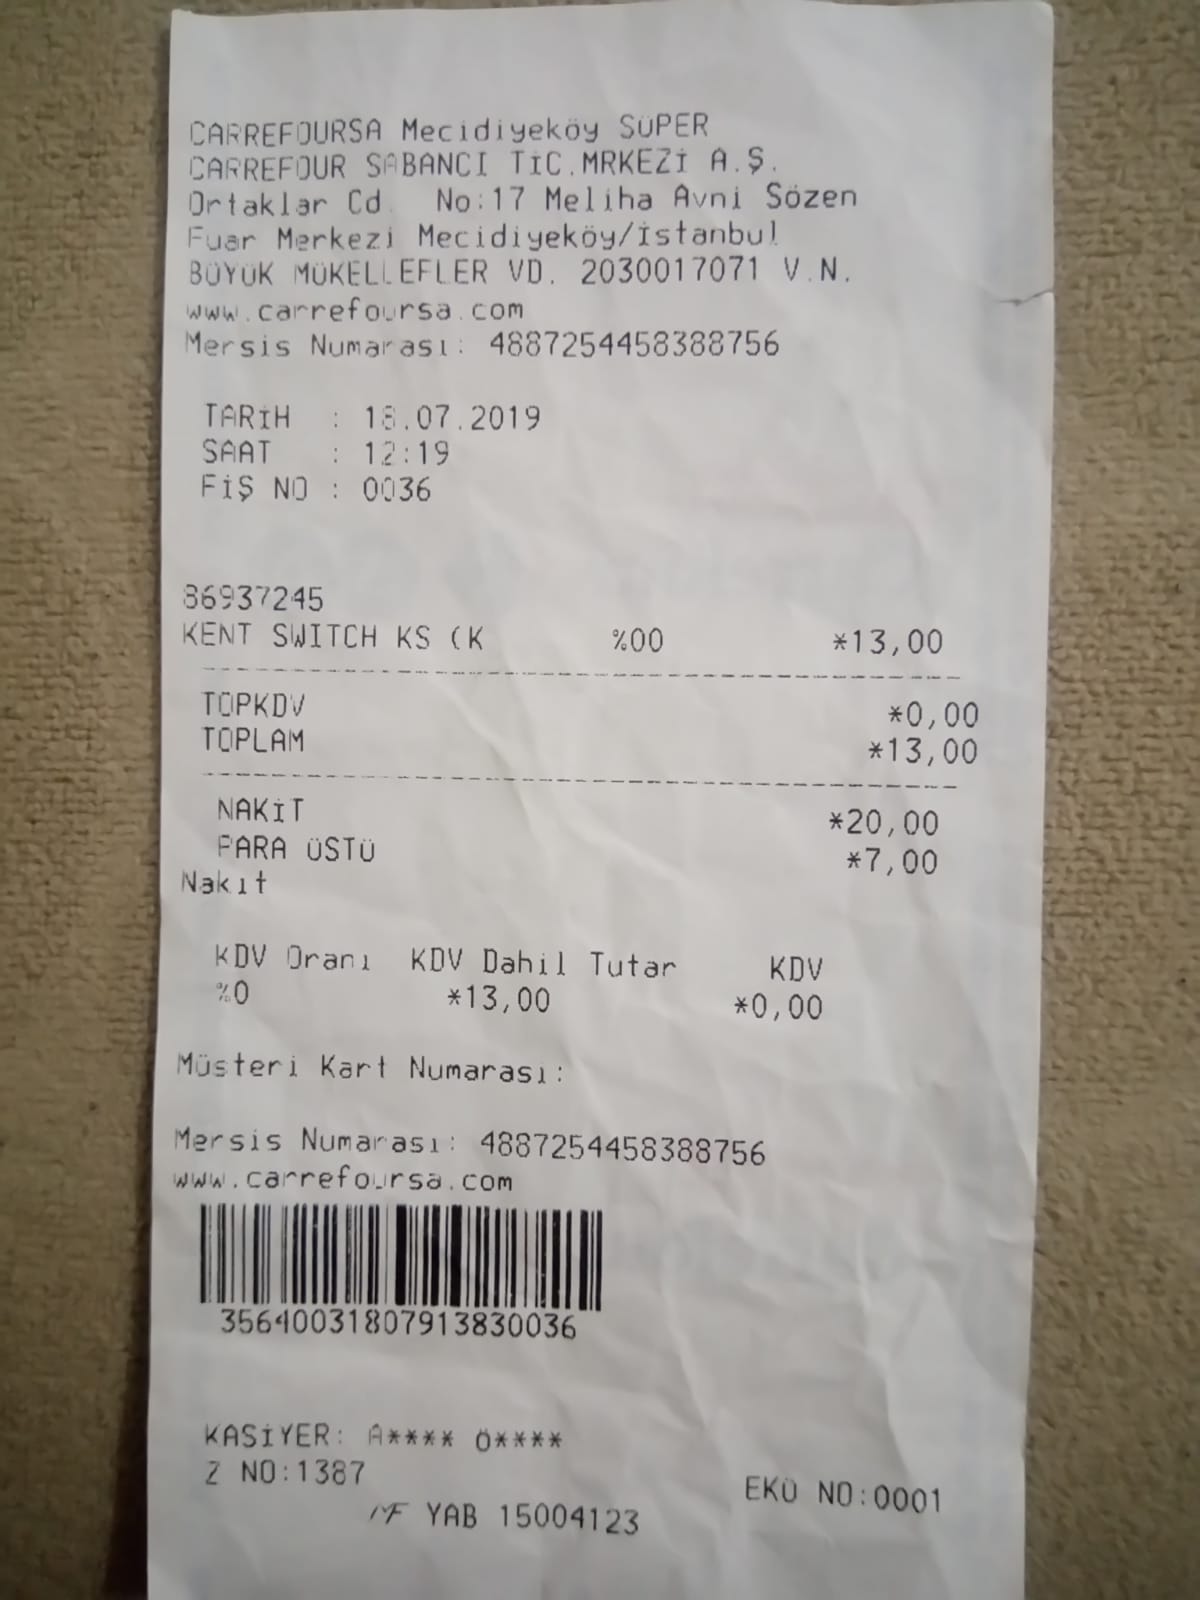 CARREFOURSA Mecidiyeköy SÜPER
CARREFOUR SABANCI TİC.MRKEZİ A.Ş.
Ortaklar Cd. No:17 Meliha Avni Sözen
Fuar Merkezi Mecidiyeköy/İstanbul
BÜYÜK MÜKELLEFLER VD. 2030017071 V.N.
www.carrefoursa.com
Mersis Numarası: 4887254458388756
TARİH : 18.07.2019
SAAT : 12:19
FİŞ NO : 0036
86937245
KENT SWITCH KS (K %00 *13,00
TOPKDV *0,00
TOPLAM *13,00
NAKİT *20,00
PARA ÜSTÜ *7,00
Nakit
KDV Oranı KDV Dahil Tutar KDV
%0 *13,00 *0,00
Müşteri Kart Numarası:
Mersis Numarası: 4887254458388756
www.carrefoursa.com
35640031807913830036
KASİYER: A**** Ö****
Z NO:1387
EKÜ NO:0001
MF YAB 15004123